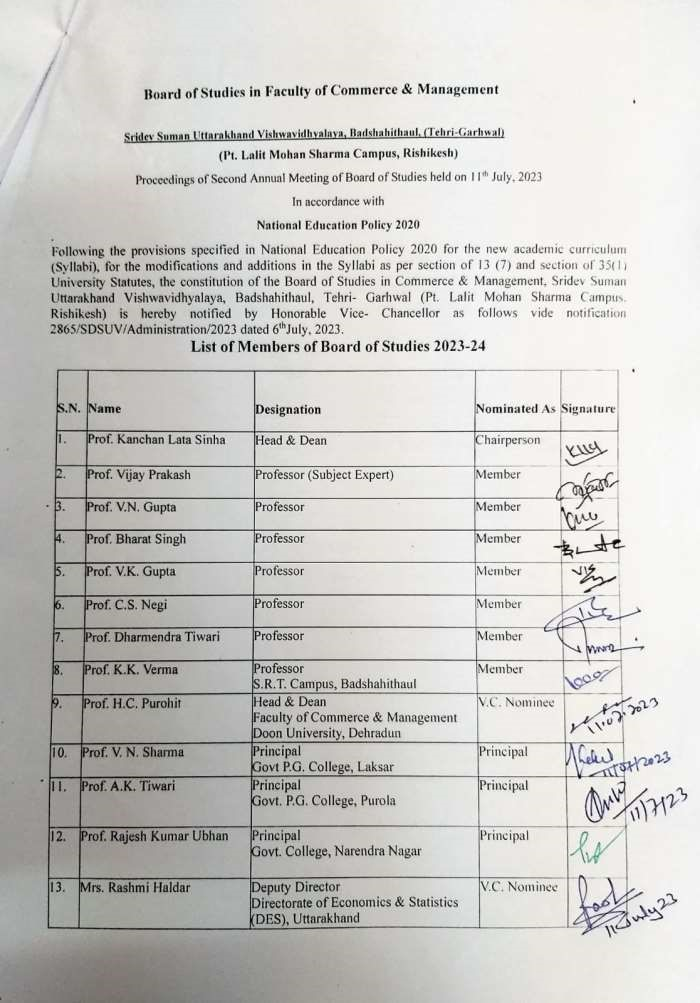 Board of Studies in Faculty of Commerce & Management
Sridev Suman Uttarakhand Vishwavidhyalaya, Badshahithaul, (Tehri-Garhwal)
(Pt. Lalit Mohan Sharma Campus, Rishikesh)
Proceedings of Second Annual Meeting of Board of Studies held on 11th July, 2023
In accordance with
National Education Policy 2020
Following the provisions specified in National Education Policy 2020 for the new academic curriculum
(Syllabi), for the modifications and additions in the Syllabi as per section of 13 (7) and section of 35(1)
University Statutes, the constitution of the Board of Studies in Commerce & Management, Sridev Suman
Uttarakhand Vishwavidhyalaya, Badshahithaul, Tehri- Garhwal (Pt. Lalit Mohan Sharma Campus.
Rishikesh) is hereby notified by Honorable Vice- Chancellor as follows vide notification
2865/SDSUV/Administration/2023 dated 6thJuly, 2023.
List of Members of Board of Studies 2023-24
S.N. Name Designation Nominated As Signature
1. Prof. Kanchan Lata Sinha Head & Dean Chairperson
2. Prof. Vijay Prakash Professor (Subject Expert) Member
3. Prof. V.N. Gupta Professor Member
4. Prof. Bharat Singh Professor Member
5. Prof. V.K. Gupta Professor Member
6. Prof. C.S. Negi Professor Member
7. Prof. Dharmendra Tiwari Professor Member
8. Prof. K.K. Verma Professor Member
S.R.T. Campus, Badshahithaul
9. Prof. H.C. Purohit Head & Dean V.C. Nominee
Faculty of Commerce & Management
Doon University, Dehradun
11.07.2023
10. Prof. V. N. Sharma Principal Principal
Govt P.G. College, Laksar 11/07/2023
11. Prof. A.K. Tiwari Principal Principal
Govt. P.G. College, Purola 11/7/23
12. Prof. Rajesh Kumar Ubhan Principal Principal
Govt. College, Narendra Nagar
13. Mrs. Rashmi Haldar Deputy Director V.C. Nominee
Directorate of Economics & Statistics
(DES), Uttarakhand 11 July 23